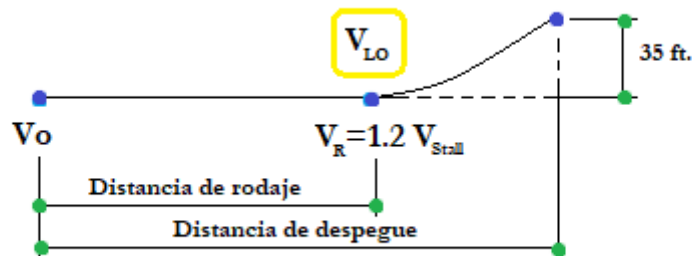 V_LO
35 ft.
Vo
V_R=1.2 V_Stall
Distancia de rodaje
Distancia de despegue